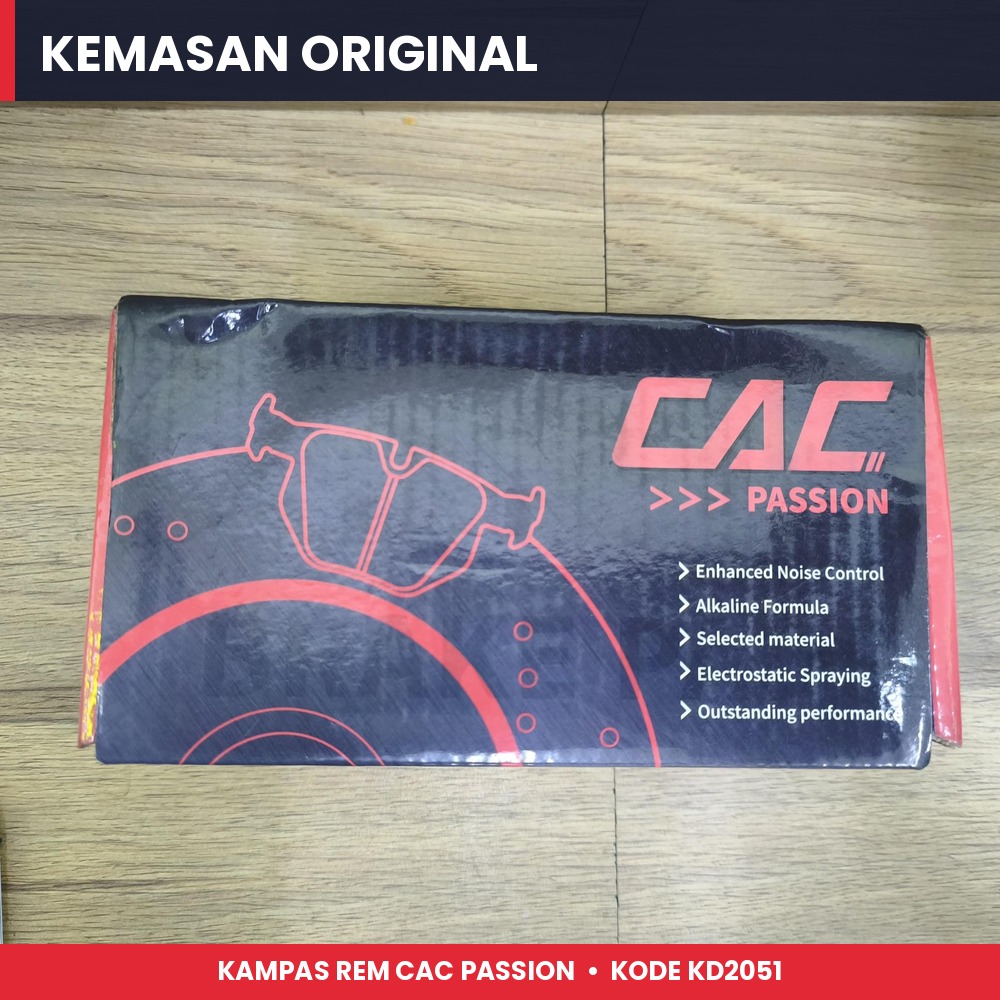 KEMASAN ORIGINAL
CAC
>>> PASSION
> Enhanced Noise Control
> Alkaline Formula
> Selected material
> Electrostatic Spraying
> Outstanding performance
KAMPAS REM CAC PASSION • KODE KD2051